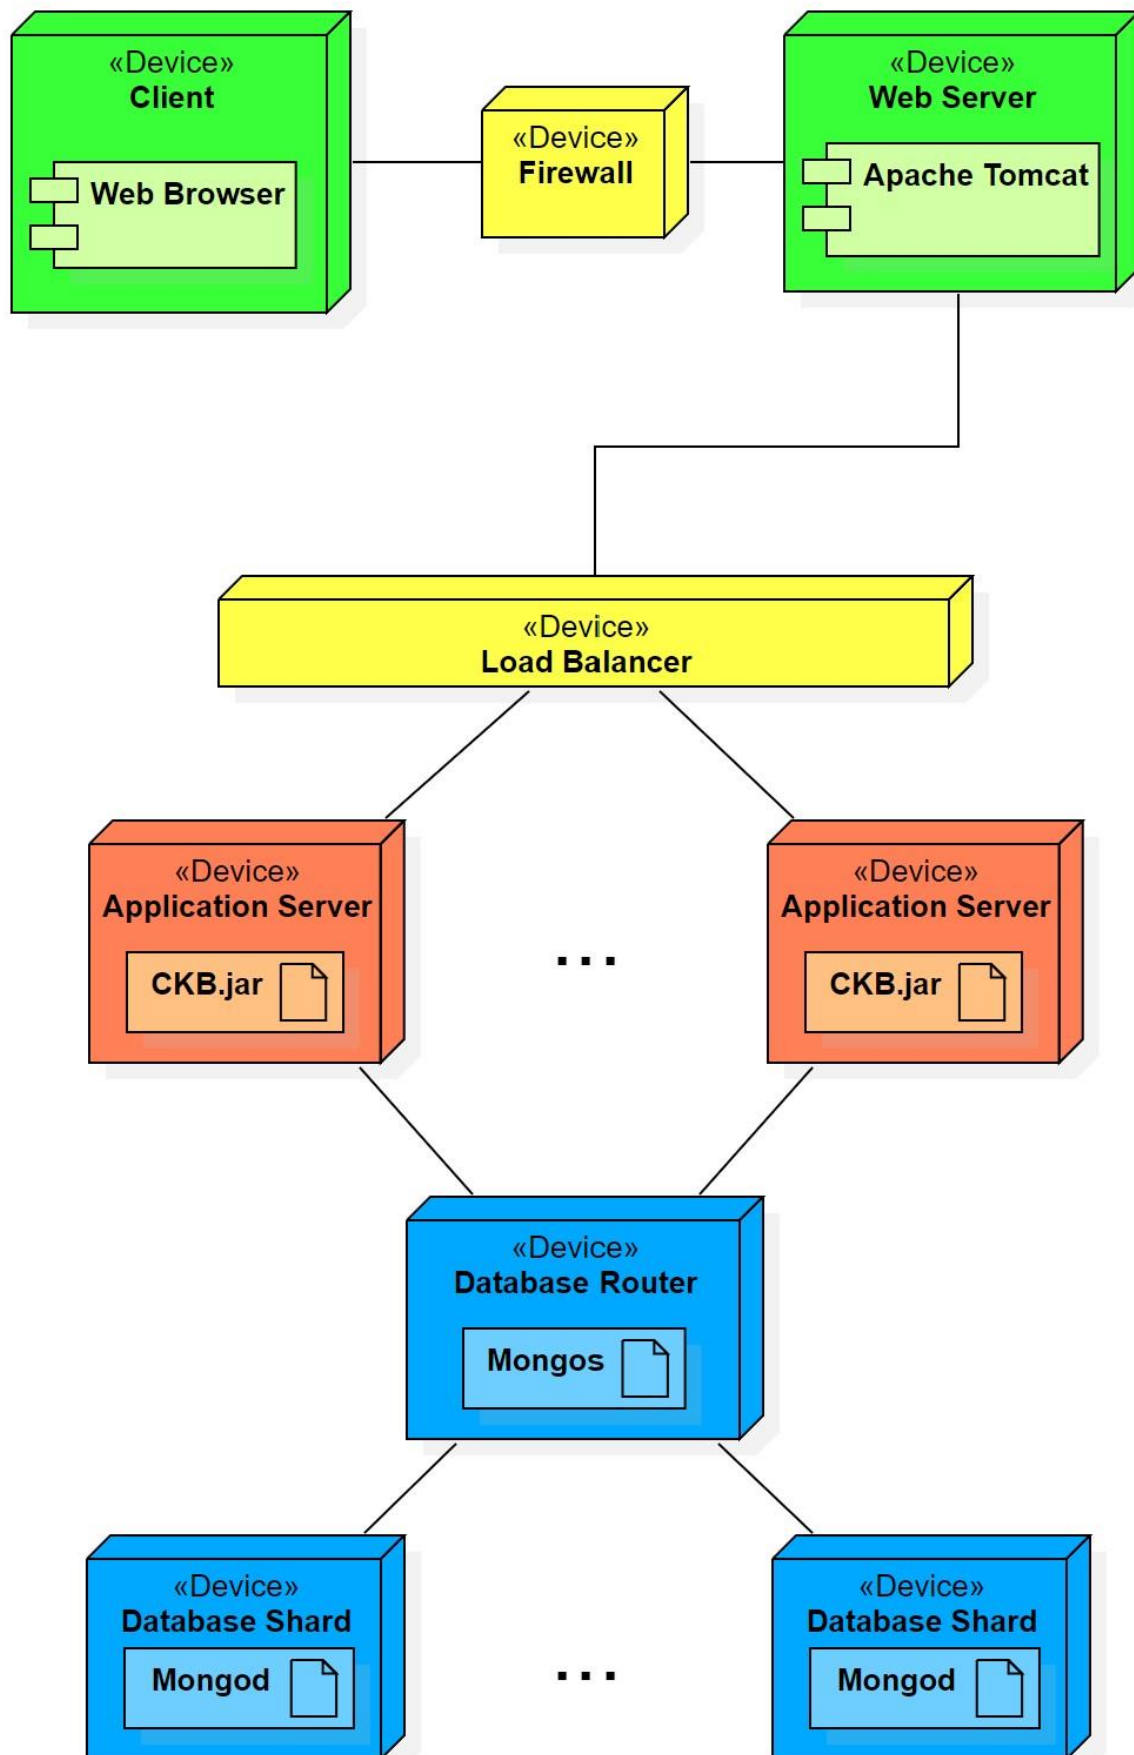 «Device»
Client
Web Browser
«Device»
Firewall
«Device»
Web Server
Apache Tomcat
«Device»
Load Balancer
«Device»
Application Server
CKB.jar
...
«Device»
Application Server
CKB.jar
«Device»
Database Router
Mongos
«Device»
Database Shard
Mongod
...
«Device»
Database Shard
Mongod